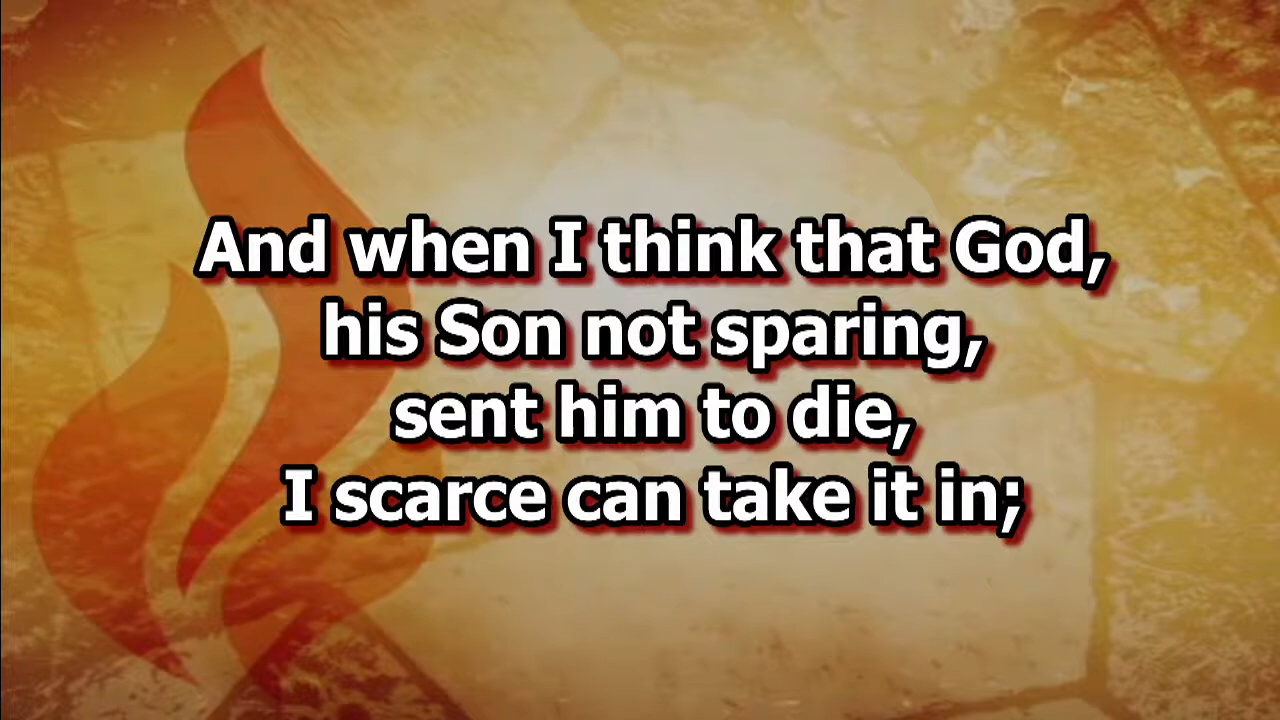 And when I think that God,
his Son not sparing,
sent him to die,
I scarce can take it in;